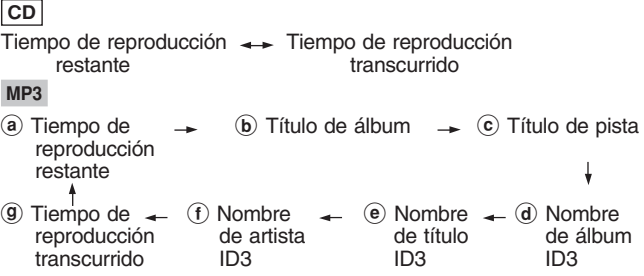 CD
Tiempo de reproducción ↔ Tiempo de reproducción
restante transcurrido
MP3
ⓐ Tiempo de → ⓑ Título de álbum → ⓒ Título de pista
reproducción
restante
↓
↑
ⓖ Tiempo de ← ⓕ Nombre ← ⓔ Nombre ← ⓓ Nombre
reproducción de artista de título de álbum
transcurrido ID3 ID3 ID3